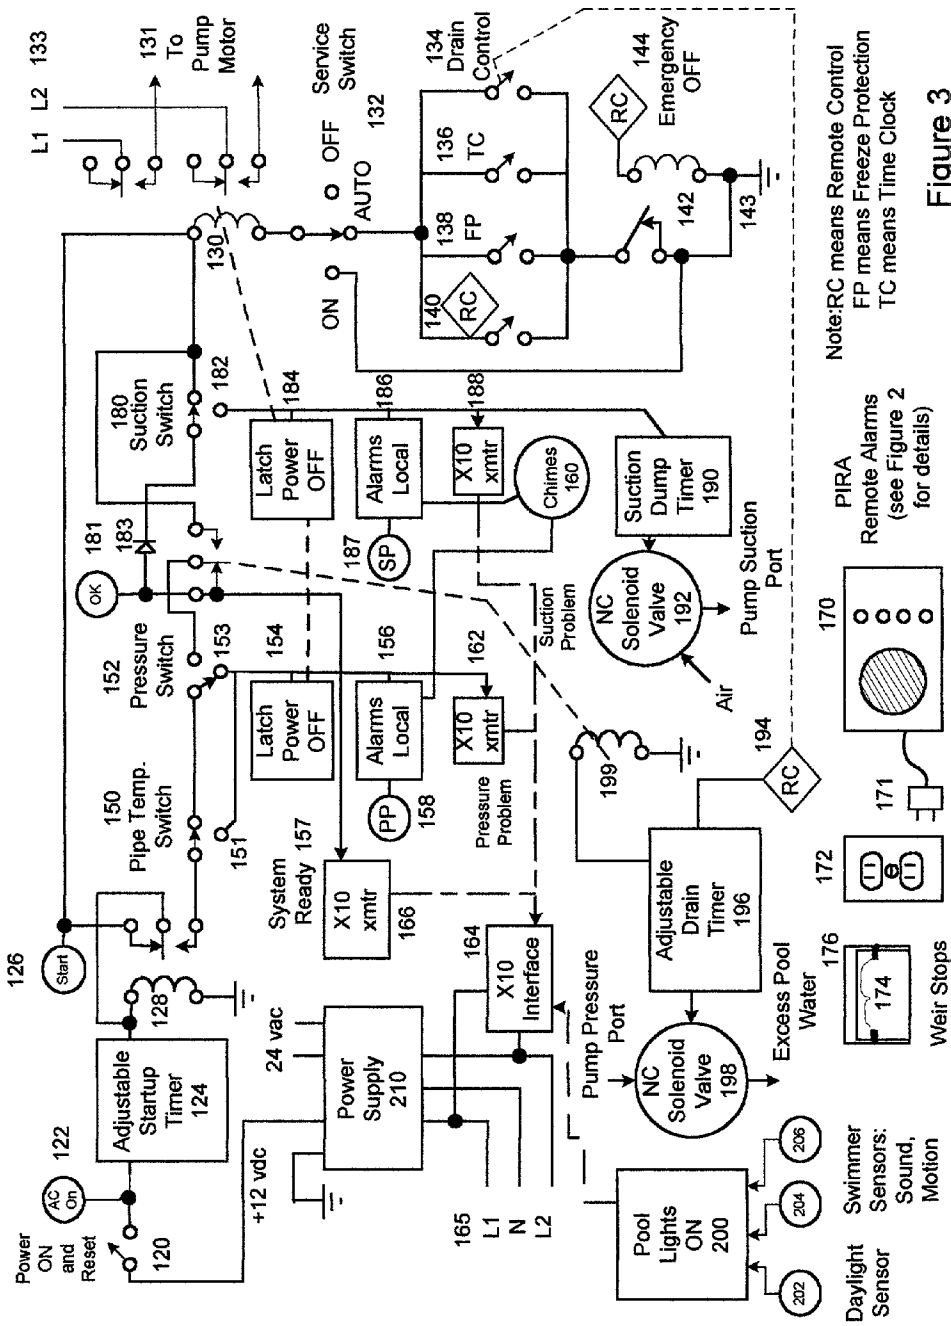 Power
ON
and
Reset
120
AC
On
122
Adjustable
Startup
Timer
124
126
Start
128
150
Pipe Temp.
Switch
151
152
Pressure
Switch
153
OK
181
183
180
Suction
Switch
182
130
133
L1 L2
131
To
Pump
Motor
Service
Switch
ON
OFF
AUTO
132
134
Drain
Control
136
TC
138
FP
140
RC
RC
144
Emergency
OFF
142
143
+12 vdc
24 vac
Power
Supply
210
System
Ready 157
X10
xmtr
166
154
Latch
Power
OFF
156
Alarms
Local
PP
158
162
X10
xmtr
Pressure
Problem
184
Latch
Power
OFF
186
Alarms
Local
187
SP
188
X10
xmtr
Chimes
160
Suction
Problem
165
L1
N
L2
164
X10
Interface
Suction
Dump
Timer
190
NC
Solenoid
Valve
192
Air
Pump Suction
Port
199
194
RC
Adjustable
Drain
Timer
196
Pump Pressure
Port
NC
Solenoid
Valve
198
Excess Pool
Water
Pool
Lights
ON
200
202
204
206
Daylight
Sensor
Swimmer
Sensors:
Sound,
Motion
176
174
Weir Stops
172
171
170
PIRA
Remote Alarms
(see Figure 2
for details)
Note:RC means Remote Control
FP means Freeze Protection
TC means Time Clock
Figure 3